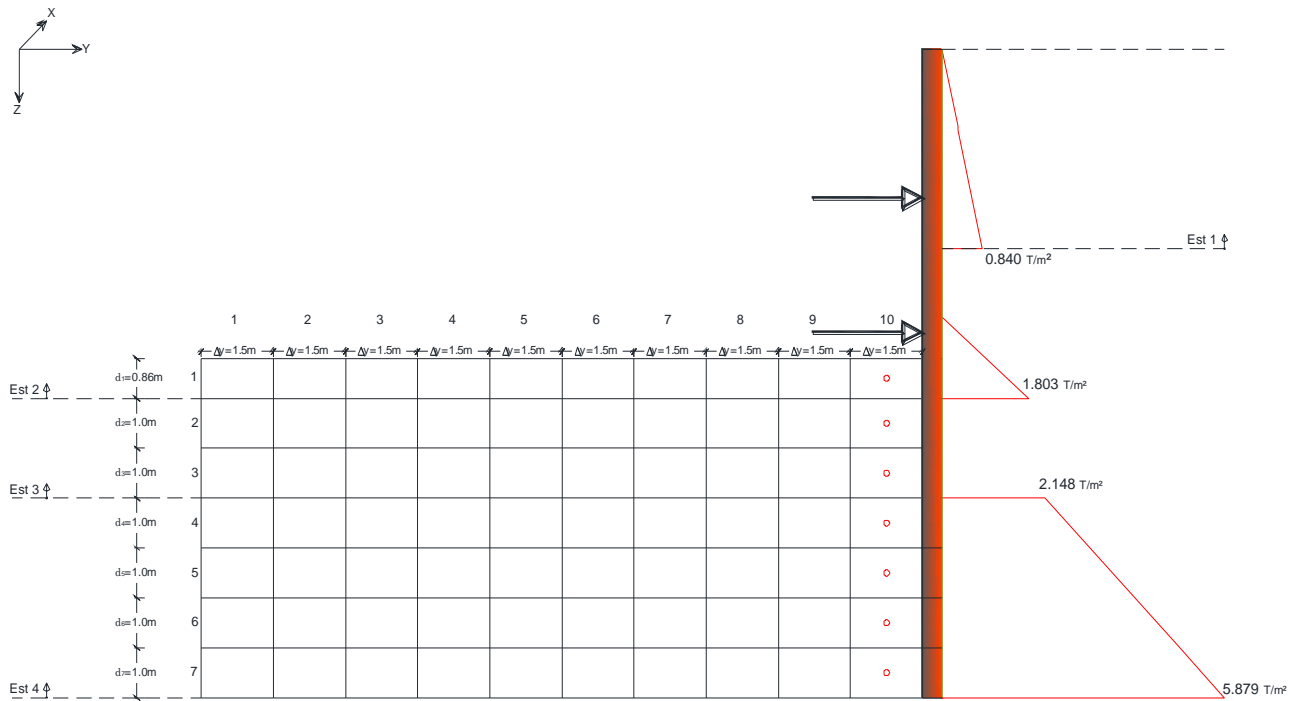 X
Y
Z
Est 1
0.840 T/m²
1 2 3 4 5 6 7 8 9 10
Δy=1.5m Δy=1.5m Δy=1.5m Δy=1.5m Δy=1.5m Δy=1.5m Δy=1.5m Δy=1.5m Δy=1.5m Δy=1.5m
d1=0.86m 1
Est 2
1.803 T/m²
d2=1.0m 2
d3=1.0m 3
Est 3
2.148 T/m²
d4=1.0m 4
d5=1.0m 5
d6=1.0m 6
d7=1.0m 7
Est 4
5.879 T/m²